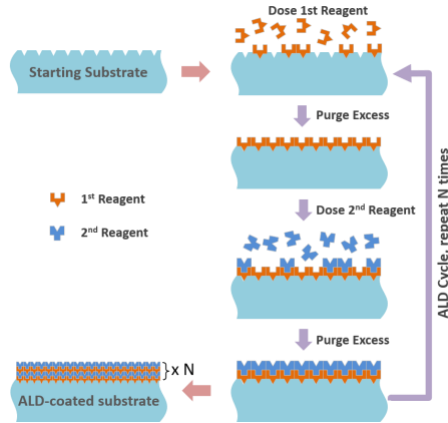 Dose 1st Reagent
Starting Substrate
Purge Excess
1st Reagent
2nd Reagent
Dose 2nd Reagent
Purge Excess
ALD Cycle, repeat N times
x N
ALD-coated substrate